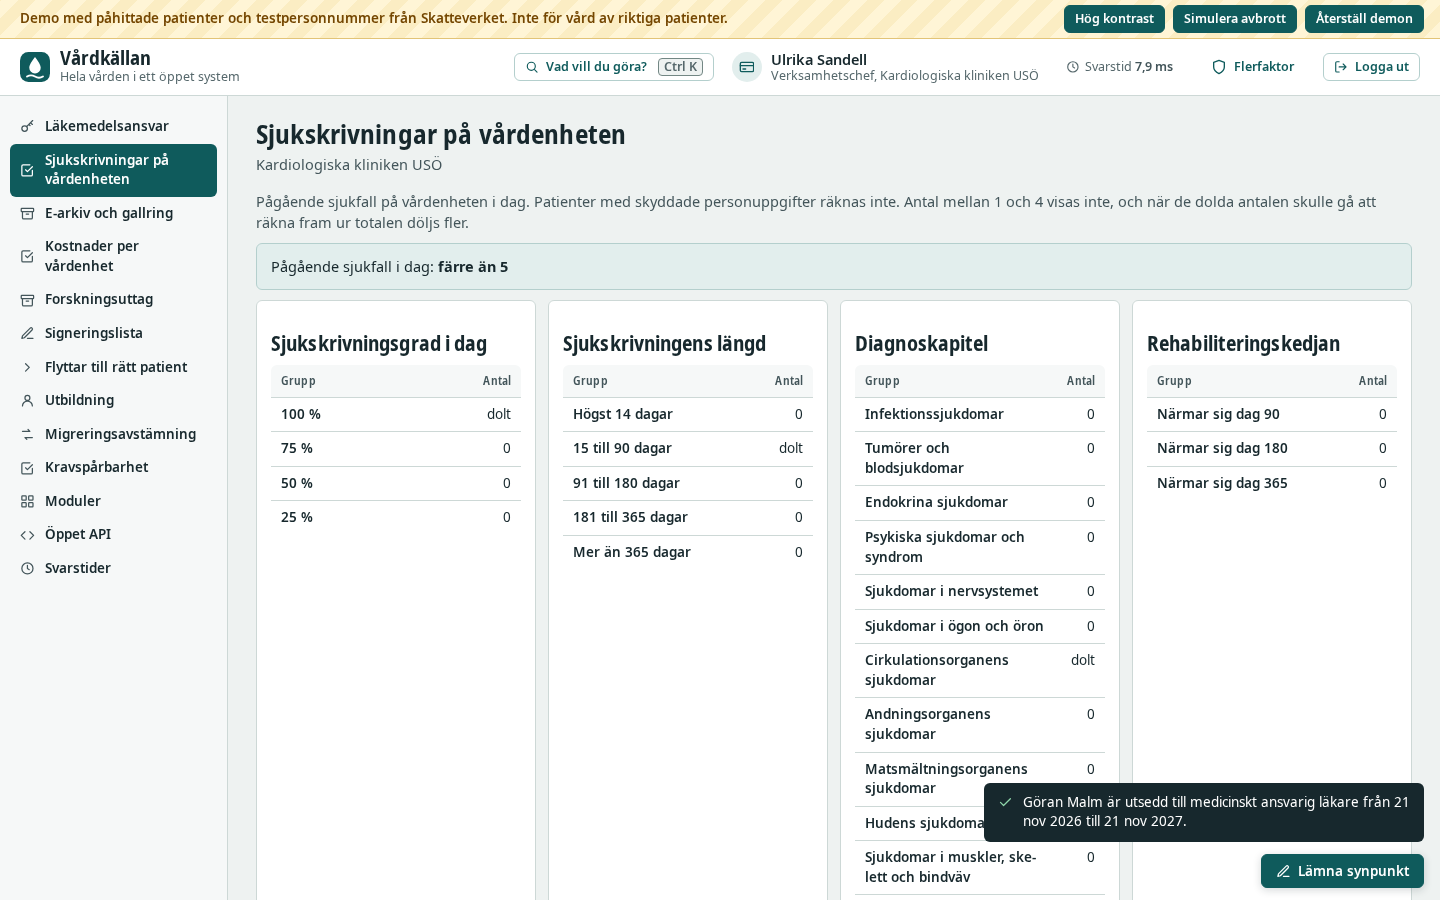 Demo med påhittade patienter och testpersonnummer från Skatteverket. Inte för vård av riktiga patienter.
Hög kontrast
Simulera avbrott
Återställ demon
Vårdkällan
Hela vården i ett öppet system
Vad vill du göra?
Ctrl K
Ulrika Sandell
Verksamhetschef, Kardiologiska kliniken USÖ
Svarstid 7,9 ms
Flerfaktor
Logga ut
Läkemedelsansvar
Sjukskrivningar på
vårdenheten
E-arkiv och gallring
Kostnader per
vårdenhet
Forskningsuttag
Signeringslista
Flyttar till rätt patient
Utbildning
Migreringsavstämning
Kravspårbarhet
Moduler
Öppet API
Svarstider
Sjukskrivningar på vårdenheten
Kardiologiska kliniken USÖ
Pågående sjukfall på vårdenheten i dag. Patienter med skyddade personuppgifter räknas inte. Antal mellan 1 och 4 visas inte, och när de dolda antalen skulle gå att
räkna fram ur totalen döljs fler.
Pågående sjukfall i dag: färre än 5
Sjukskrivningsgrad i dag
Grupp Antal
100 % dolt
75 % 0
50 % 0
25 % 0
Sjukskrivningens längd
Grupp Antal
Högst 14 dagar 0
15 till 90 dagar dolt
91 till 180 dagar 0
181 till 365 dagar 0
Mer än 365 dagar 0
Diagnoskapitel
Grupp Antal
Infektionssjukdomar 0
Tumörer och 0
blodsjukdomar
Endokrina sjukdomar 0
Psykiska sjukdomar och 0
syndrom
Sjukdomar i nervsystemet 0
Sjukdomar i ögon och öron 0
Cirkulationsorganens dolt
sjukdomar
Andningsorganens 0
sjukdomar
Matsmältningsorganens 0
sjukdomar
Hudens
Sjukdomar i muskler, ske- 0
lett och bindväv
Rehabiliteringskedjan
Grupp Antal
Närmar sig dag 90 0
Närmar sig dag 180 0
Närmar sig dag 365 0
Göran Malm är utsedd till medicinskt ansvarig läkare från 21
nov 2026 till 21 nov 2027.
Lämna synpunkt